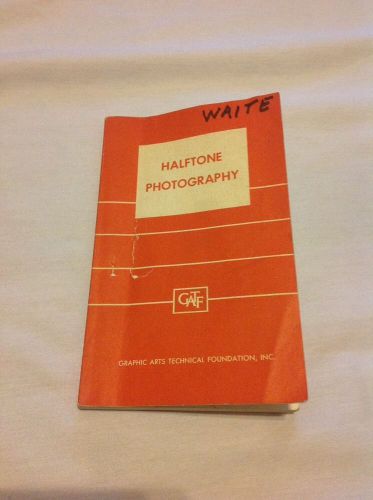 WAITE
HALFTONE
PHOTOGRAPHY
GATF
GRAPHIC ARTS TECHNICAL FOUNDATION, INC.